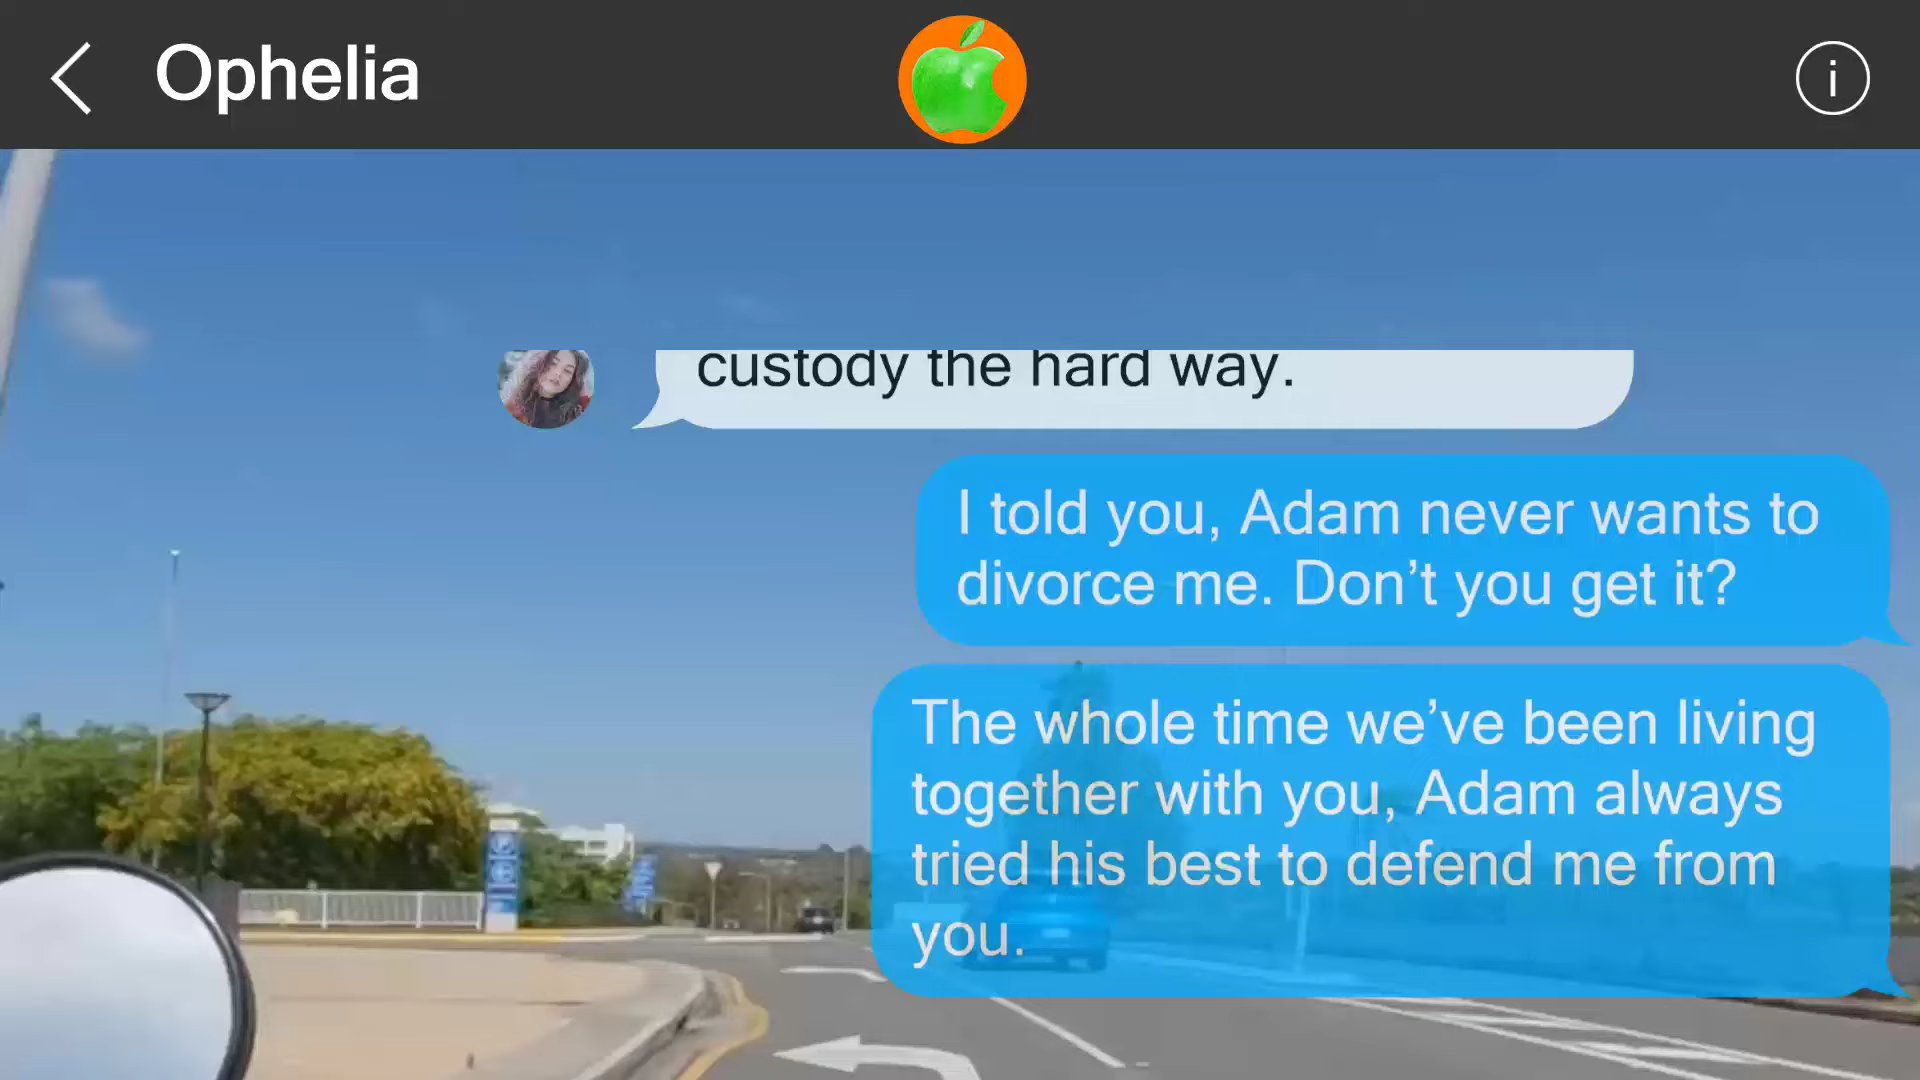 Ophelia
custody the hard way.
I told you, Adam never wants to
divorce me. Don’t you get it?
The whole time we’ve been living
together with you, Adam always
tried his best to defend me from
you.